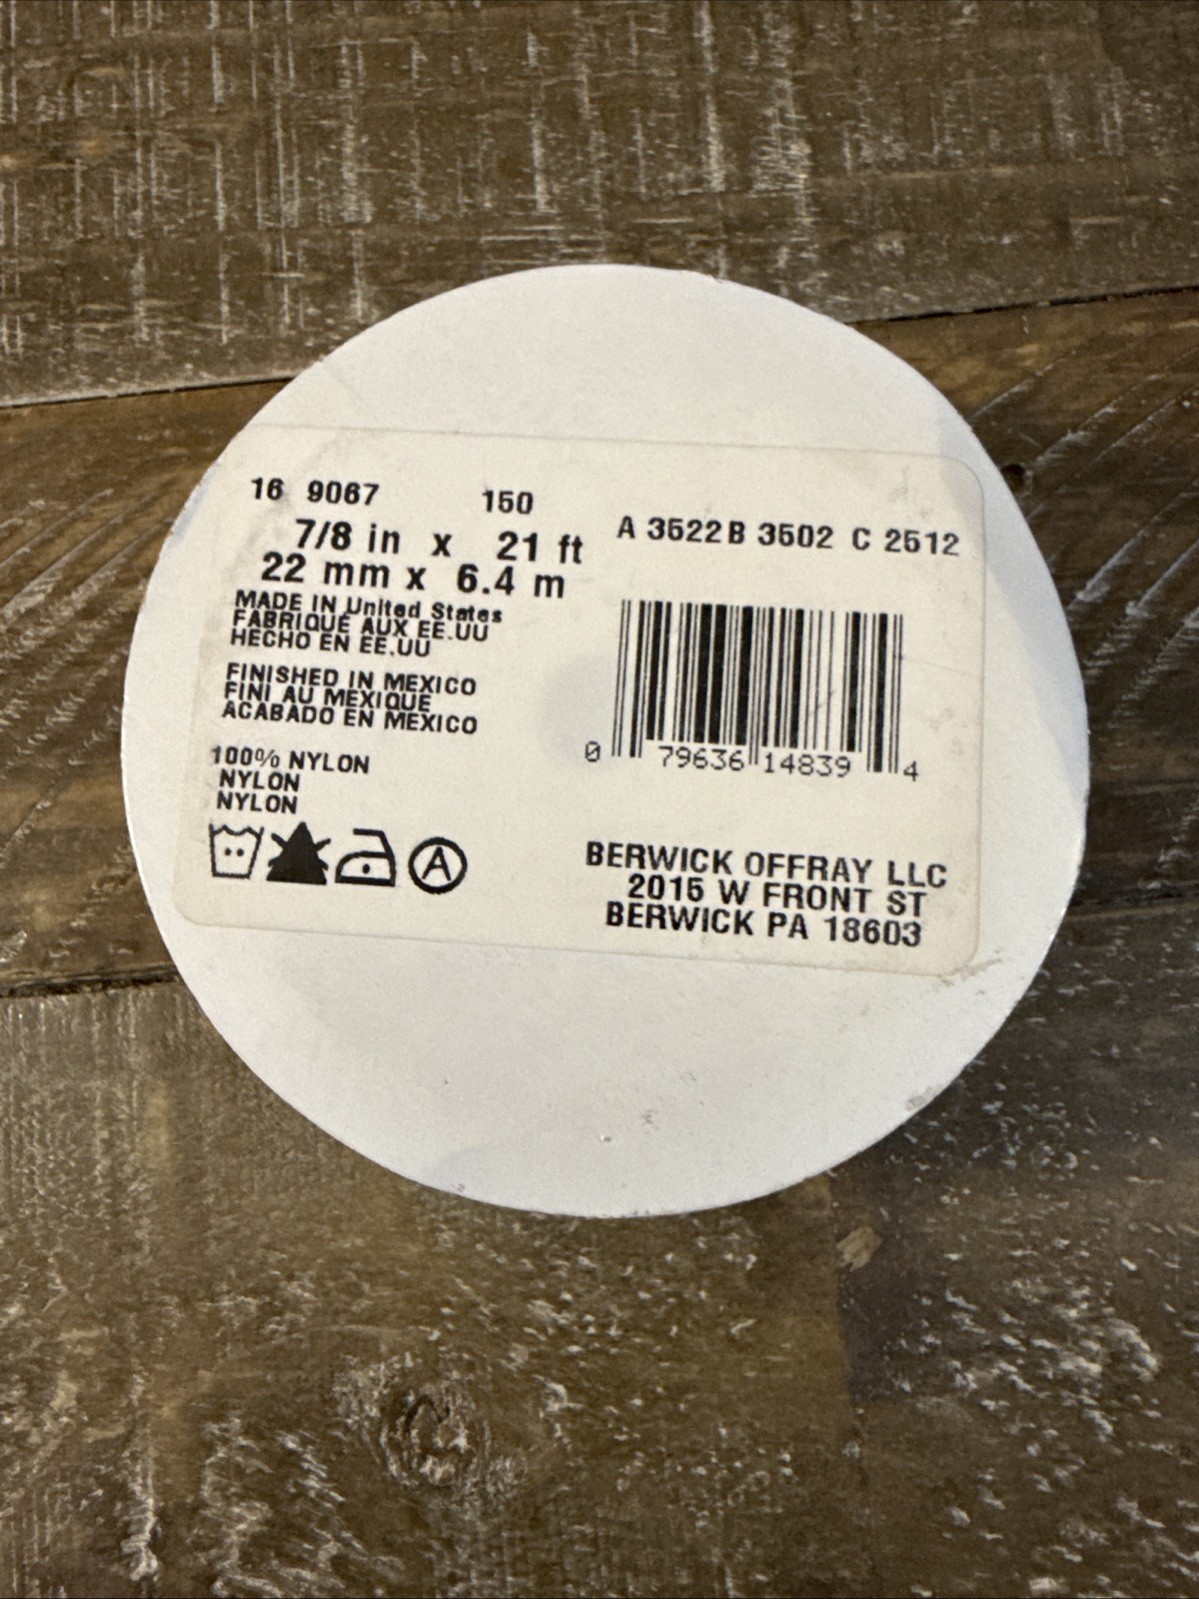 16 9067 150
7/8 in x 21 ft
22 mm x 6.4 m
MADE IN United States
FABRIQUE AUX EE.UU
HECHO EN EE.UU
FINISHED IN MEXICO
FINI AU MEXIQUE
ACABADO EN MEXICO
100% NYLON
NYLON
NYLON
A
A 3522 B 3502 C 2512
0 79636 14839 4
BERWICK OFFRAY LLC
2015 W FRONT ST
BERWICK PA 18603